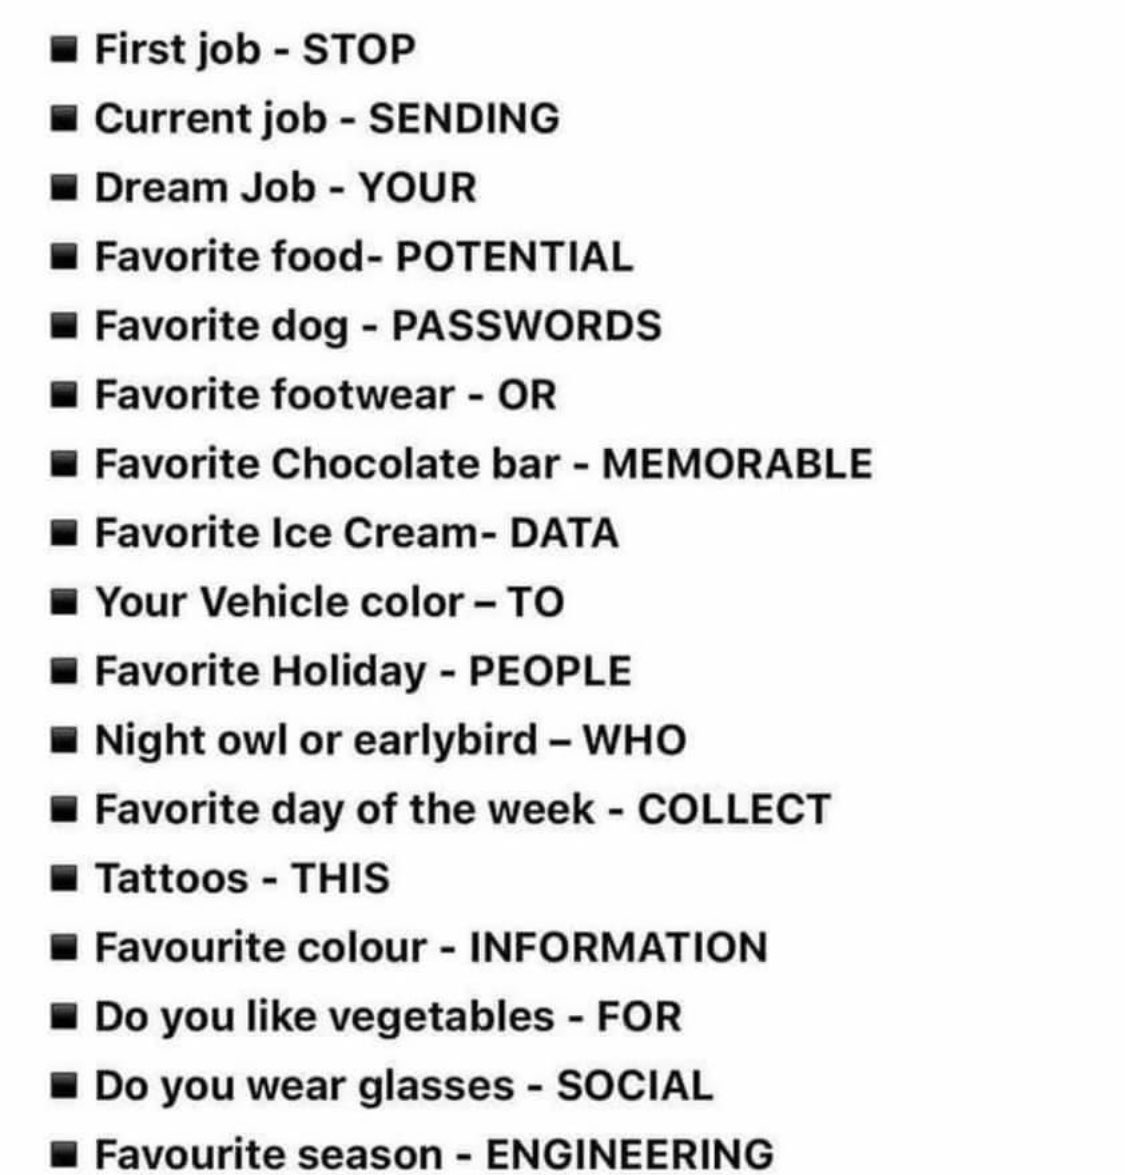 ▪ First job - STOP
▪ Current job - SENDING
▪ Dream Job - YOUR
▪ Favorite food- POTENTIAL
▪ Favorite dog - PASSWORDS
▪ Favorite footwear - OR
▪ Favorite Chocolate bar - MEMORABLE
▪ Favorite Ice Cream- DATA
▪ Your Vehicle color – TO
▪ Favorite Holiday - PEOPLE
▪ Night owl or earlybird – WHO
▪ Favorite day of the week - COLLECT
▪ Tattoos - THIS
▪ Favourite colour - INFORMATION
▪ Do you like vegetables - FOR
▪ Do you wear glasses - SOCIAL
▪ Favourite season - ENGINEERING